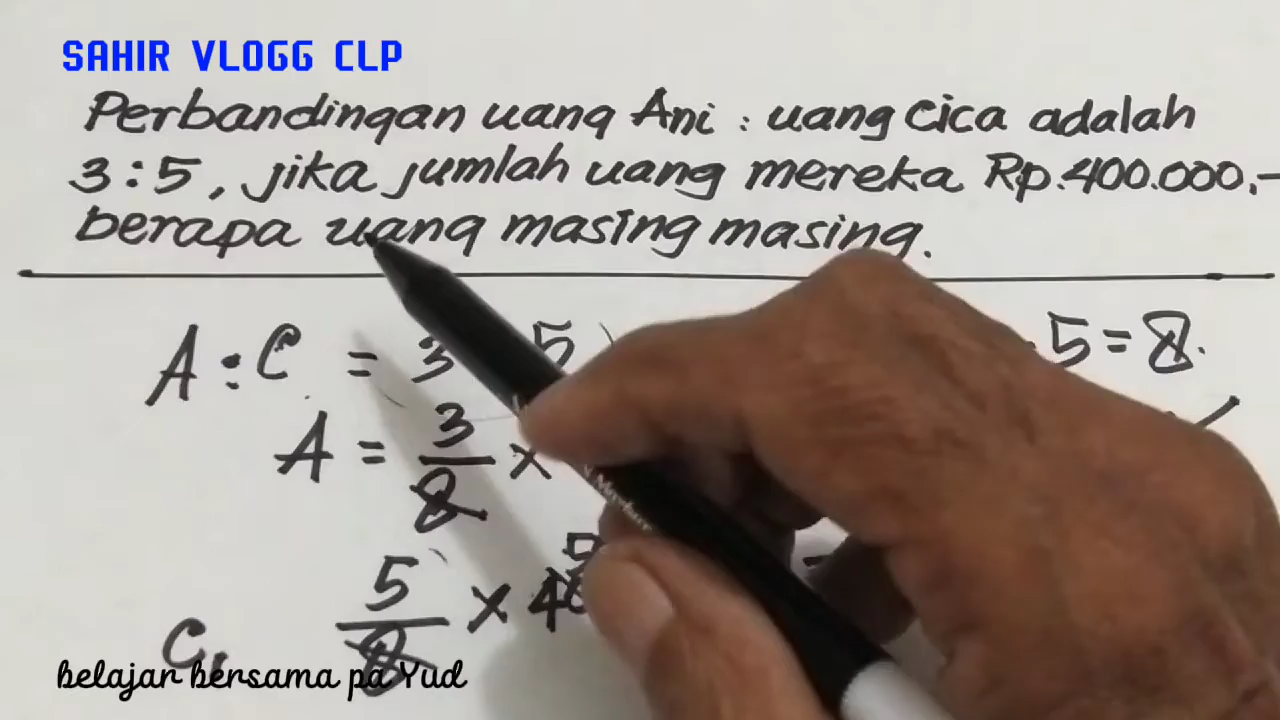 SAHIR VLOGG CLP
Perbandingan uang Ani : uang Cica adalah
3:5, jika jumlah uang mereka Rp.400.000,-
berapa uang masing masing.
A:C = 3 5 5=8.
A = 3/8 ×
C. 5/8 × 4
belajar bersama pa Yud